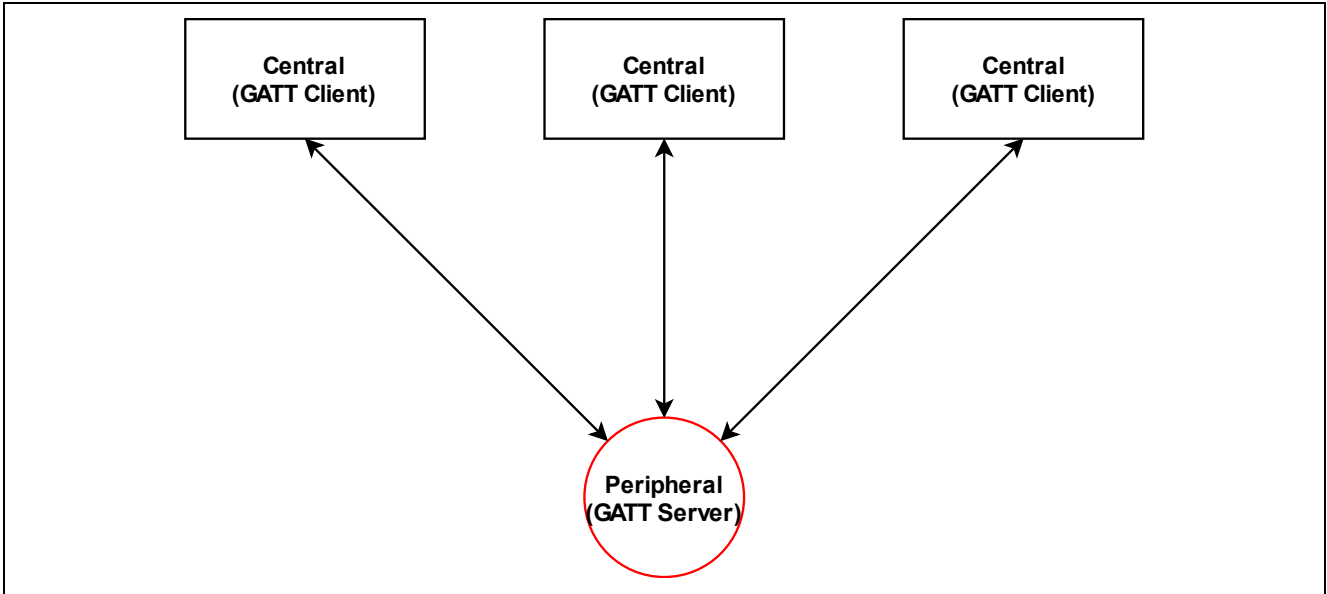 Central
(GATT Client)
Central
(GATT Client)
Central
(GATT Client)
Peripheral
(GATT Server)